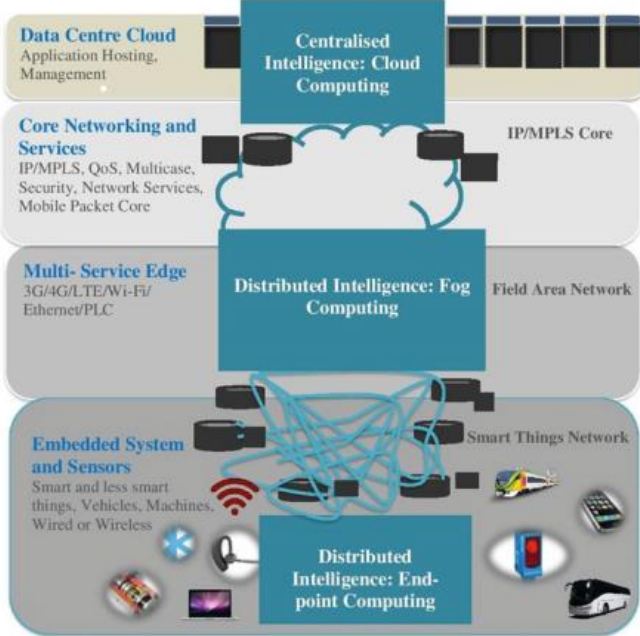 Data Centre Cloud
Application Hosting,
Management
Centralised
Intelligence: Cloud
Computing
Core Networking and
Services
IP/MPLS, QoS, Multicase,
Security, Network Services,
Mobile Packet Core
IP/MPLS Core
Multi- Service Edge
3G/4G/LTE/Wi-Fi/
Ethernet/PLC
Distributed Intelligence: Fog
Computing
Field Area Network
Embedded System
and Sensors
Smart and less smart
things, Vehicles, Machines,
Wired or Wireless
Smart Things Network
Distributed
Intelligence: End-
point Computing